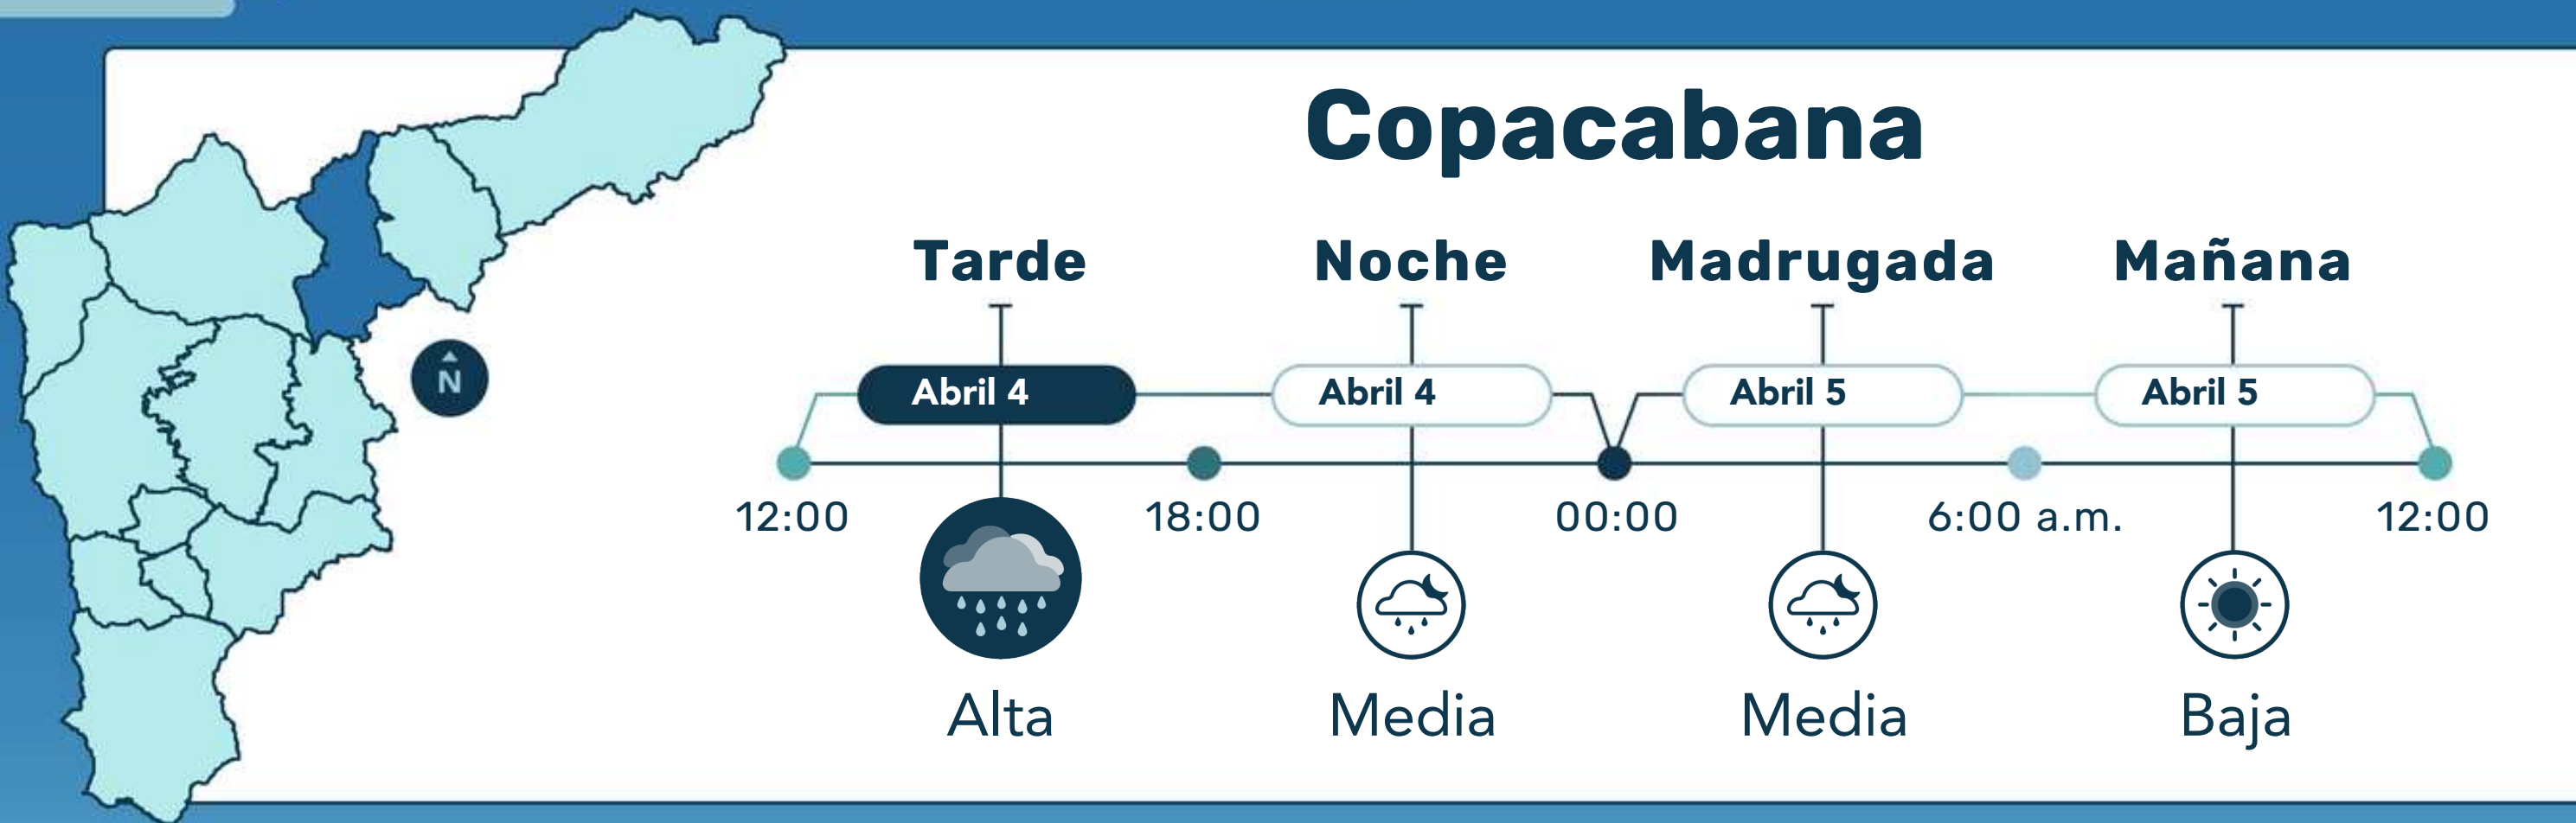 Copacabana
Tarde Noche Madrugada Mañana
Abril 4 Abril 4 Abril 5 Abril 5
N
12:00 18:00 00:00 6:00 a.m. 12:00
Alta Media Media Baja